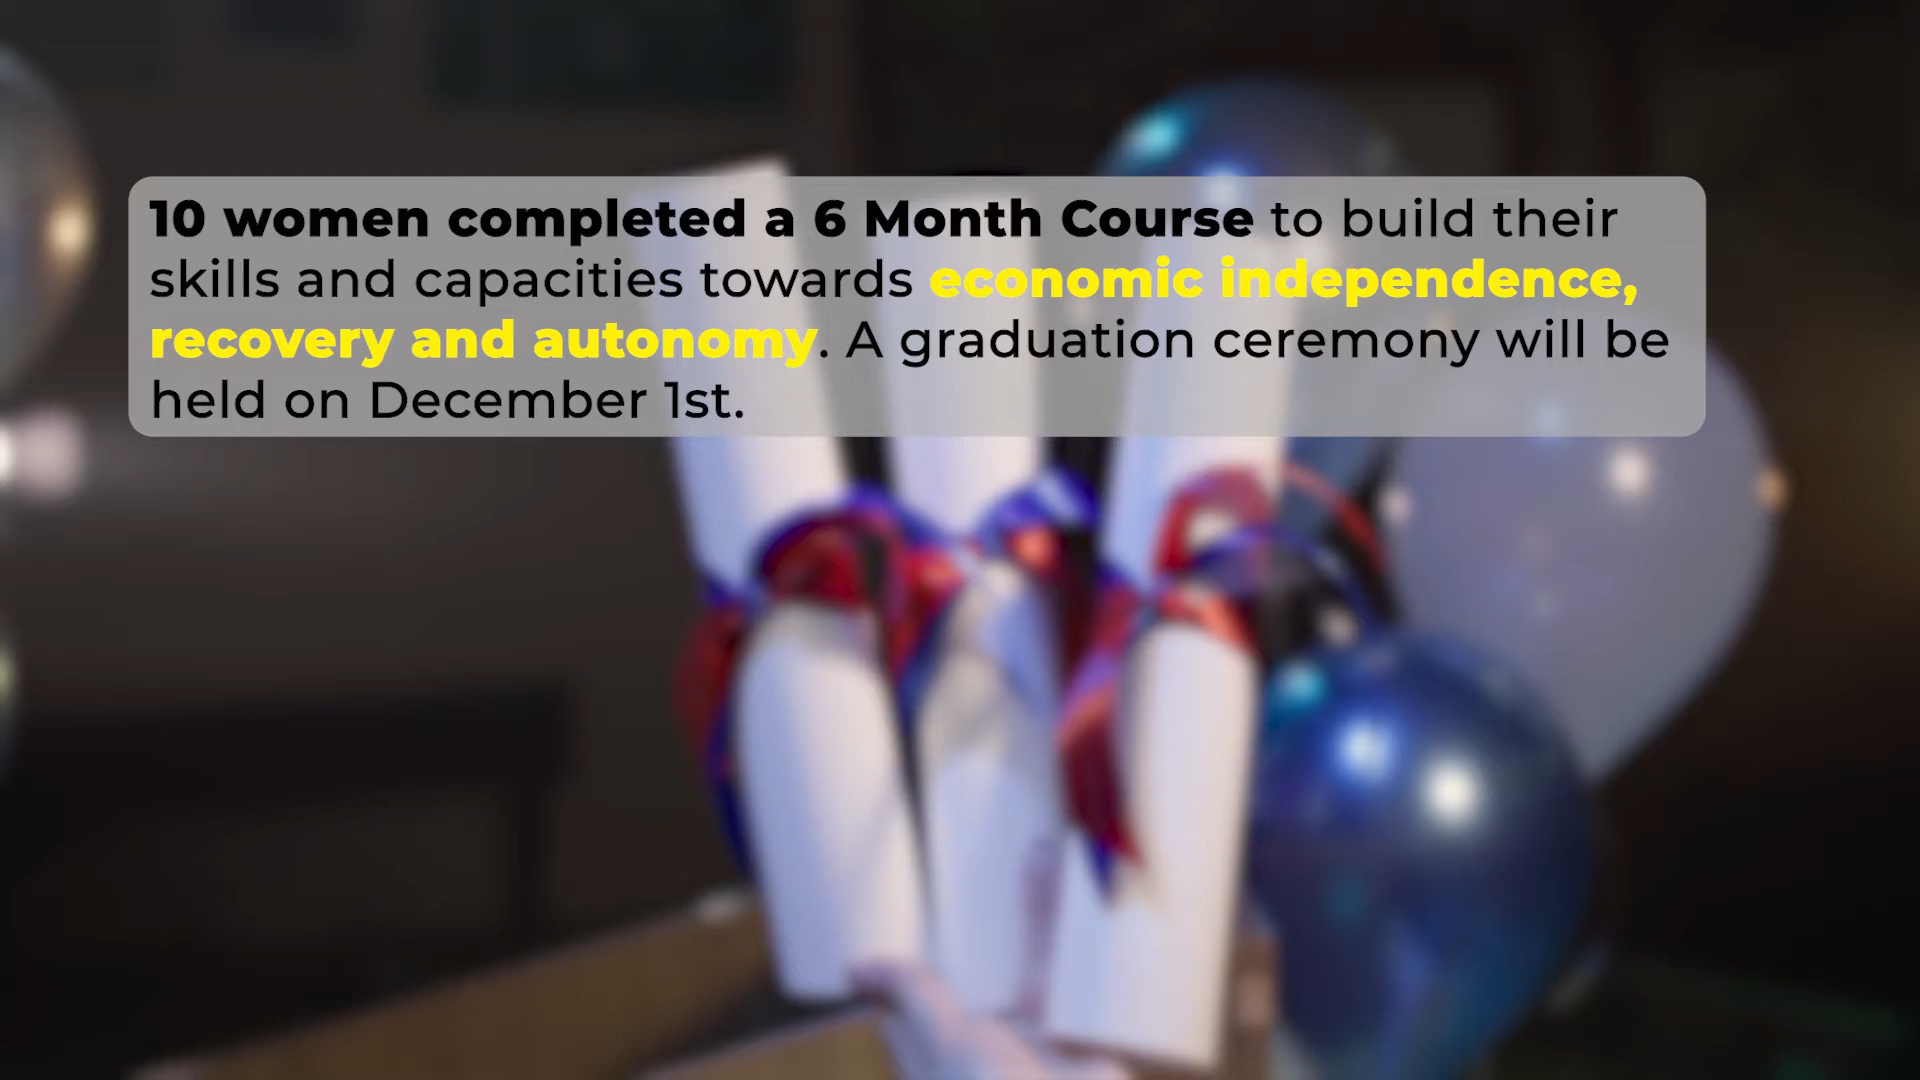 10 women completed a 6 Month Course to build their
skills and capacities towards economic independence,
recovery and autonomy. A graduation ceremony will be
held on December 1st.